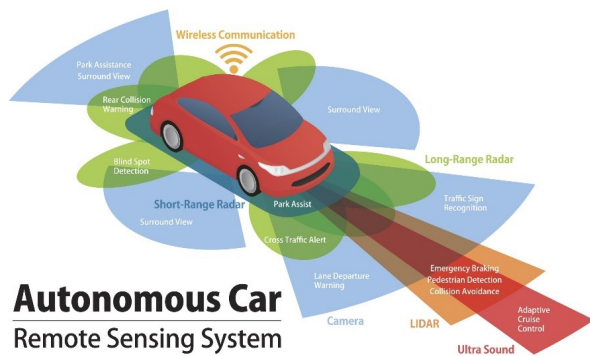 Wireless Communication
Park Assistance
Surround View
Rear Collision
Warning
Surround View
Blind Spot
Detection
Long-Range Radar
Short-Range Radar
Park Assist
Traffic Sign
Recognition
Surround View
Cross Traffic Alert
Lane Departure
Warning
Emergency Braking
Pedestrian Detection
Collision Avoidance
Autonomous Car
Remote Sensing System
Camera
LIDAR
Adaptive
Cruise
Control
Ultra Sound